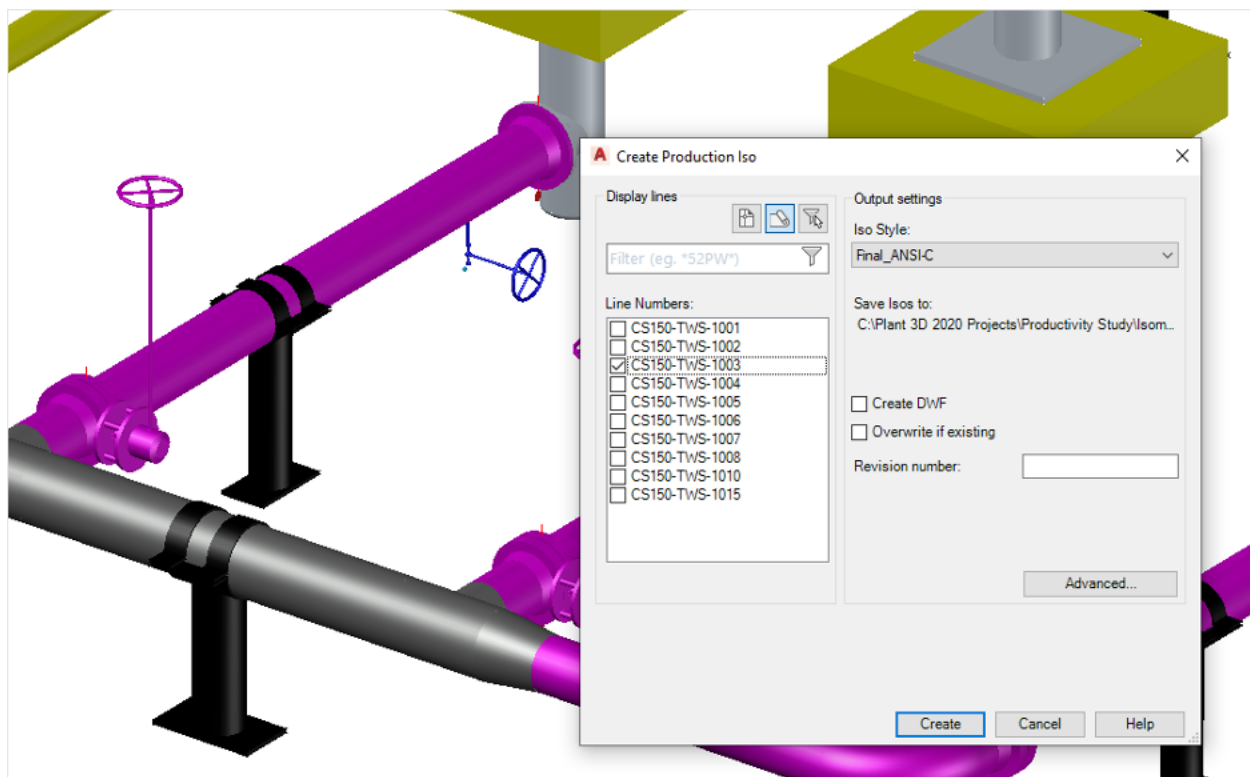 A Create Production Iso
Display lines
Filter (eg. *52PW*)
Line Numbers:
CS150-TWS-1001
CS150-TWS-1002
CS150-TWS-1003
CS150-TWS-1004
CS150-TWS-1005
CS150-TWS-1006
CS150-TWS-1007
CS150-TWS-1008
CS150-TWS-1010
CS150-TWS-1015
Output settings
Iso Style:
Final_ANSI-C
Save Isos to:
C:\Plant 3D 2020 Projects\Productivity Study\Isom...
Create DWF
Overwrite if existing
Revision number:
Advanced...
Create
Cancel
Help